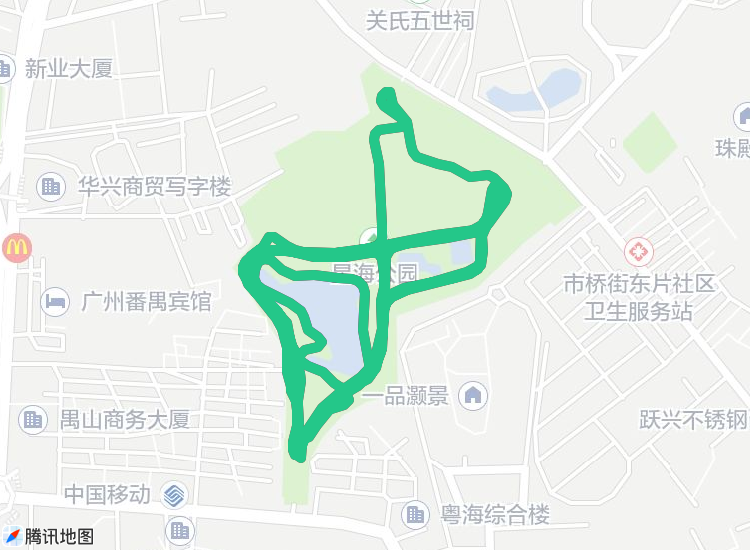 关氏五世祠
新业大厦
珠殿
华兴商贸写字楼
星海公园
市桥街东片社区
卫生服务站
广州番禺宾馆
一品灏景
禺山商务大厦
跃兴不锈钢
中国移动
粤海综合楼
腾讯地图